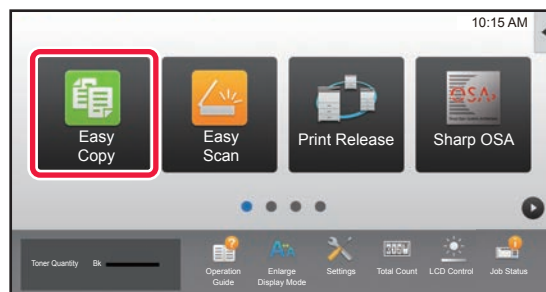 10:15 AM
Easy
Copy
Easy
Scan
Print Release
Sharp OSA
Toner Quantity Bk
Operation
Guide
Enlarge
Display Mode
Settings
Total Count
LCD Control
Job Status